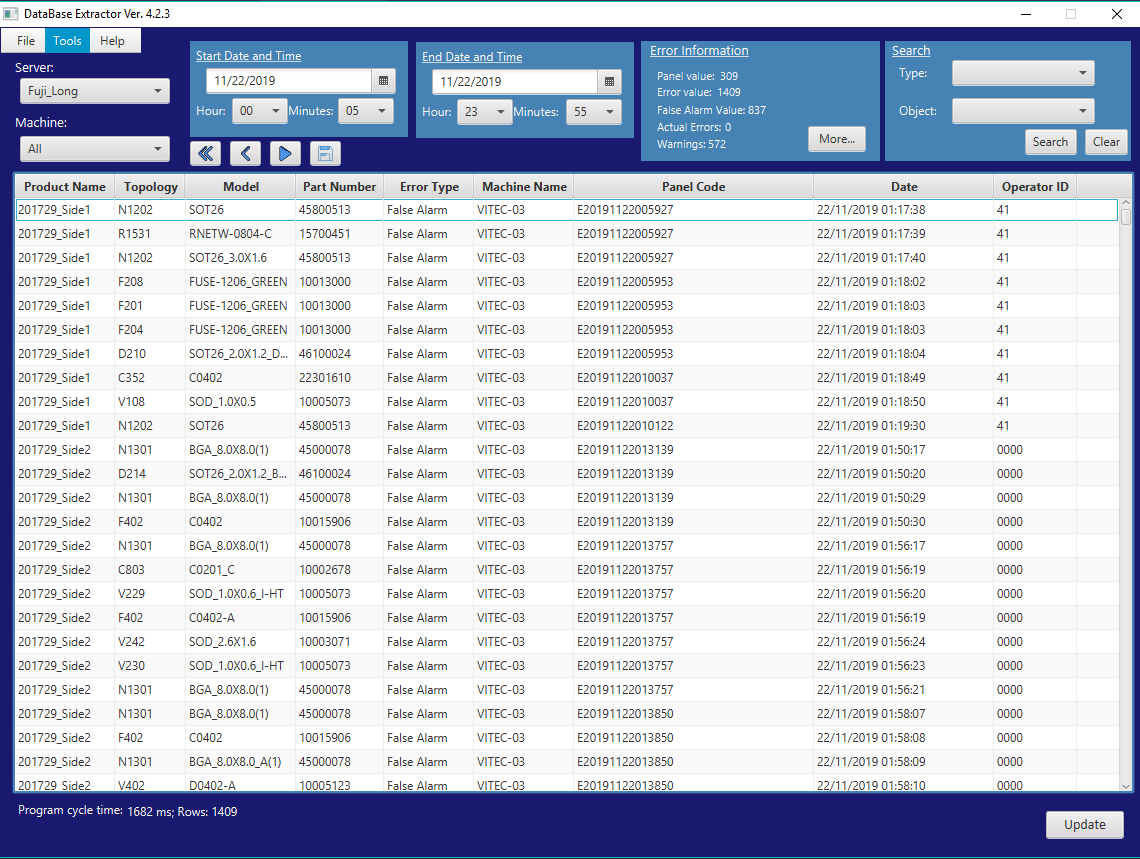 DataBase Extractor Ver. 4.2.3
File Tools Help
Server:
Fuji_Long
Machine:
All
Start Date and Time
11/22/2019
Hour: 00 Minutes: 05
End Date and Time
11/22/2019
Hour: 23 Minutes: 55
Error Information
Panel value: 309
Error value: 1409
False Alarm Value: 837
Actual Errors: 0
Warnings: 572
More...
Search
Type:
Object:
Search Clear
Product Name Topology Model Part Number Error Type Machine Name Panel Code Date Operator ID
201729_Side1 N1202 SOT26 45800513 False Alarm VITEC-03 E20191122005927 22/11/2019 01:17:38 41
201729_Side1 R1531 RNETW-0804-C 15700451 False Alarm VITEC-03 E20191122005927 22/11/2019 01:17:39 41
201729_Side1 N1202 SOT26_3.0X1.6 45800513 False Alarm VITEC-03 E20191122005927 22/11/2019 01:17:40 41
201729_Side1 F208 FUSE-1206_GREEN 10013000 False Alarm VITEC-03 E20191122005953 22/11/2019 01:18:02 41
201729_Side1 F201 FUSE-1206_GREEN 10013000 False Alarm VITEC-03 E20191122005953 22/11/2019 01:18:03 41
201729_Side1 F204 FUSE-1206_GREEN 10013000 False Alarm VITEC-03 E20191122005953 22/11/2019 01:18:03 41
201729_Side1 D210 SOT26_2.0X1.2_D... 46100024 False Alarm VITEC-03 E20191122005953 22/11/2019 01:18:04 41
201729_Side1 C352 C0402 22301610 False Alarm VITEC-03 E20191122010037 22/11/2019 01:18:49 41
201729_Side1 V108 SOD_1.0X0.5 10005073 False Alarm VITEC-03 E20191122010037 22/11/2019 01:18:50 41
201729_Side1 N1202 SOT26 45800513 False Alarm VITEC-03 E20191122010122 22/11/2019 01:19:30 41
201729_Side2 N1301 BGA_8.0X8.0(1) 45000078 False Alarm VITEC-03 E20191122013139 22/11/2019 01:50:17 0000
201729_Side2 D214 SOT26_2.0X1.2_B... 46100024 False Alarm VITEC-03 E20191122013139 22/11/2019 01:50:20 0000
201729_Side2 N1301 BGA_8.0X8.0(1) 45000078 False Alarm VITEC-03 E20191122013139 22/11/2019 01:50:29 0000
201729_Side2 F402 C0402 10015906 False Alarm VITEC-03 E20191122013139 22/11/2019 01:50:30 0000
201729_Side2 N1301 BGA_8.0X8.0(1) 45000078 False Alarm VITEC-03 E20191122013757 22/11/2019 01:56:17 0000
201729_Side2 C803 C0201_C 10002678 False Alarm VITEC-03 E20191122013757 22/11/2019 01:56:19 0000
201729_Side2 V229 SOD_1.0X0.6_I-HT 10005073 False Alarm VITEC-03 E20191122013757 22/11/2019 01:56:20 0000
201729_Side2 F402 C0402-A 10015906 False Alarm VITEC-03 E20191122013757 22/11/2019 01:56:19 0000
201729_Side2 V242 SOD_2.6X1.6 10003071 False Alarm VITEC-03 E20191122013757 22/11/2019 01:56:24 0000
201729_Side2 V230 SOD_1.0X0.6_I-HT 10005073 False Alarm VITEC-03 E20191122013757 22/11/2019 01:56:23 0000
201729_Side2 N1301 BGA_8.0X8.0(1) 45000078 False Alarm VITEC-03 E20191122013757 22/11/2019 01:56:21 0000
201729_Side2 N1301 BGA_8.0X8.0(1) 45000078 False Alarm VITEC-03 E20191122013850 22/11/2019 01:58:07 0000
201729_Side2 F402 C0402 10015906 False Alarm VITEC-03 E20191122013850 22/11/2019 01:58:08 0000
201729_Side2 N1301 BGA_8.0X8.0_A(1) 45000078 False Alarm VITEC-03 E20191122013850 22/11/2019 01:58:09 0000
201729_Side2 V402 D0402-A 10005123 False Alarm VITEC-03 E20191122013850 22/11/2019 01:58:10 0000
Program cycle time: 1682 ms; Rows: 1409
Update